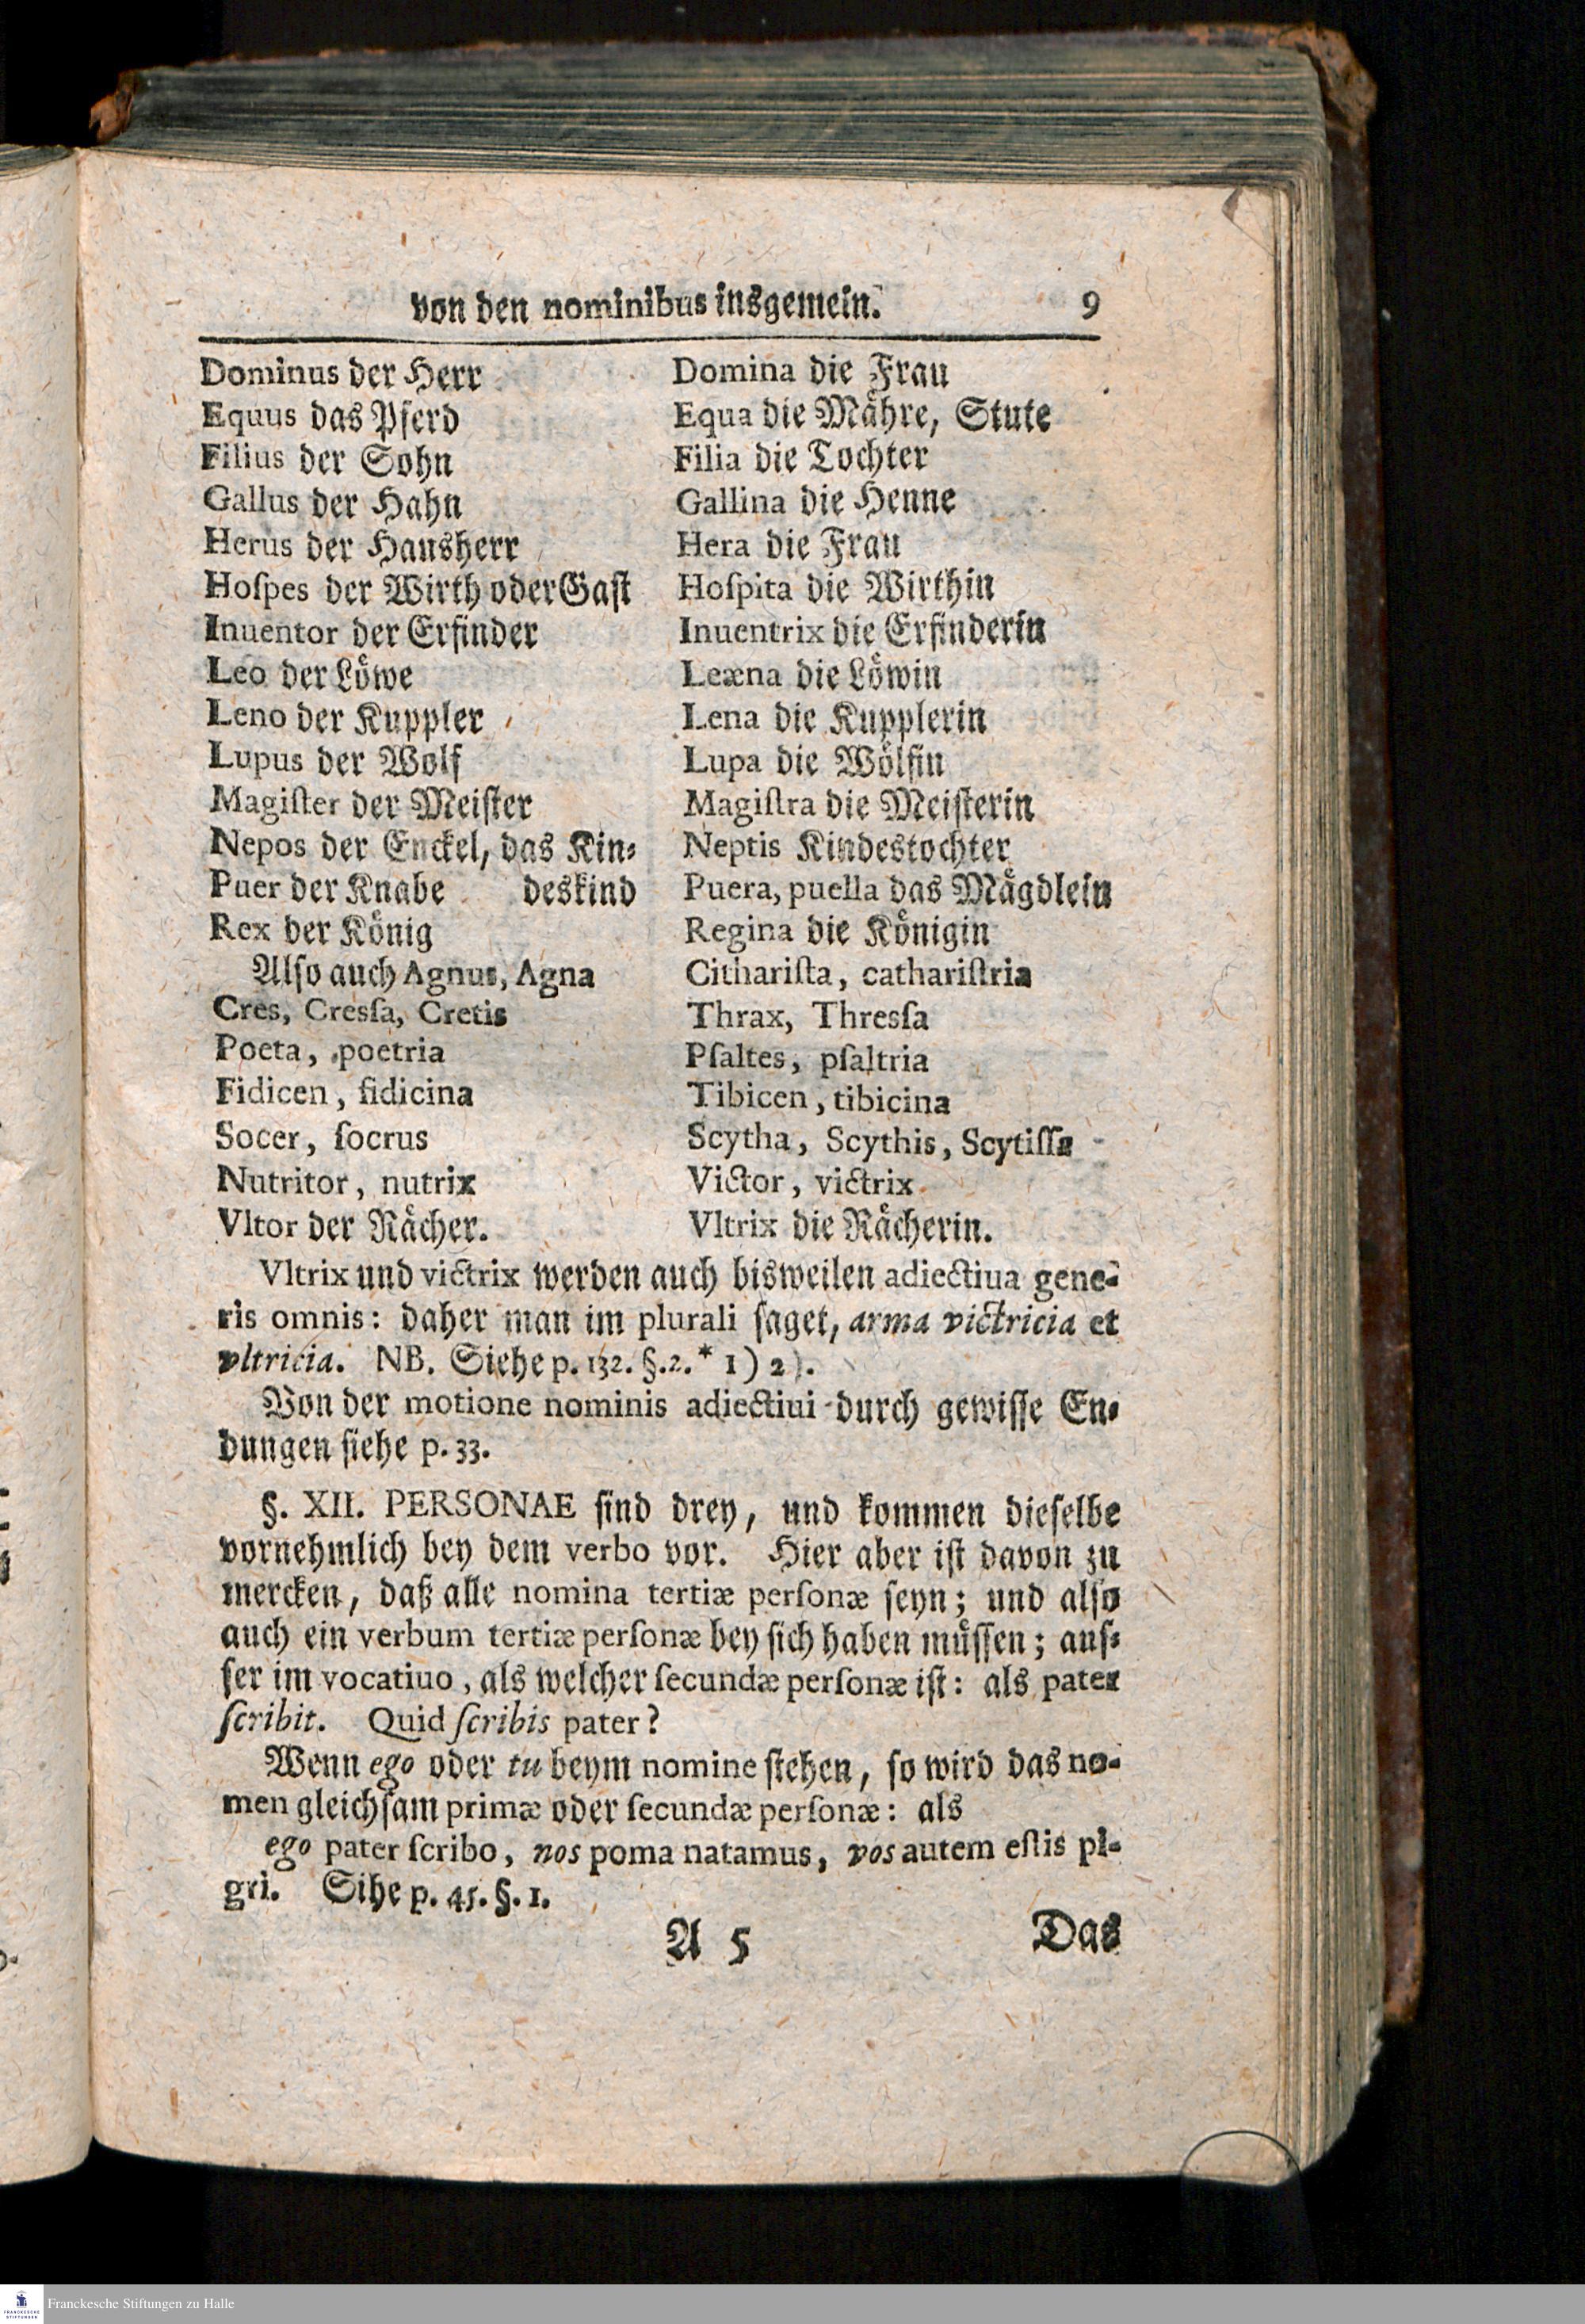 von den nominibus insgemein. 9
Dominus der Herr Domina die Frau
Equus das Pferd Equa die Mähre, Stute
Filius der Sohn Filia die Tochter
Gallus der Hahn Gallina die Henne
Herus der Hausherr Hera die Frau
Hoſpes der Wirth oder Gaſt Hoſpita die Wirthin
Inuentor der Erfinder Inuentrix die Erfinderin
Leo der Löwe Leæna die Löwin
Leno der Kuppler Lena die Kupplerin
Lupus der Wolf Lupa die Wölfin
Magiſter der Meiſter Magiſtra die Meiſterin
Nepos der Enckel, das Kin- Neptis Kindestochter
Puer der Knabe deskind Puera, puella das Mägdlein
Rex der König Regina die Königin
Alſo auch Agnus, Agna Cithariſta, cathariſtria
Cres, Cresſa, Cretis Thrax, Thresſa
Poeta, poetria Pſaltes, pſaltria
Fidicen, fidicina Tibicen, tibicina
Socer, ſocrus Scytha, Scythis, Scytiſſa
Nutritor, nutrix Victor, victrix
Vltor der Rächer. Vltrix die Rächerin.
Vltrix und victrix werden auch bisweilen adiectiua gene-
ris omnis: daher man im plurali ſaget, arma victricia et
vltricia. NB. Siehe p. 132. §. 2. * 1) 2).
Von der motione nominis adiectiui durch gewiſſe En-
dungen ſiehe p. 33.
§. XII. PERSONAE ſind drey, und kommen dieſelbe
vornehmlich bey dem verbo vor. Hier aber iſt davon zu
mercken, daß alle nomina tertiæ perſonæ ſeyn; und alſo
auch ein verbum tertiæ perſonæ bey ſich haben müſſen; auſ-
ſer im vocatiuo, als welcher ſecundæ perſonæ iſt: als pater
ſcribit. Quid ſcribis pater?
Wenn ego oder tu beym nomine ſtehen, ſo wird das no-
men gleichſam primæ oder ſecundæ perſonæ: als
ego pater ſcribo, nos poma natamus, vos autem eſtis pi-
gri. Sihe p. 45. §. 1.
A 5 Das
Franckesche Stiftungen zu Halle